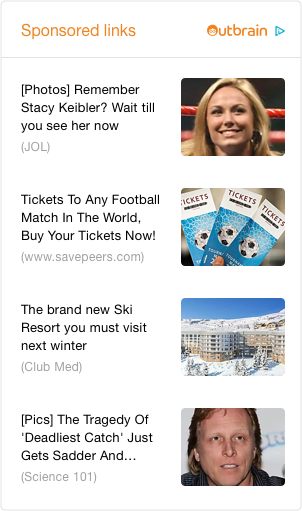 Sponsored links
Outbrain
[Photos] Remember
Stacy Keibler? Wait till
you see her now
(JOL)
Tickets To Any Football
Match In The World,
Buy Your Tickets Now!
(www.savepeers.com)
TICKETS
TICKETS
TICKETS
The brand new Ski
Resort you must visit
next winter
(Club Med)
[Pics] The Tragedy Of
'Deadliest Catch' Just
Gets Sadder And…
(Science 101)